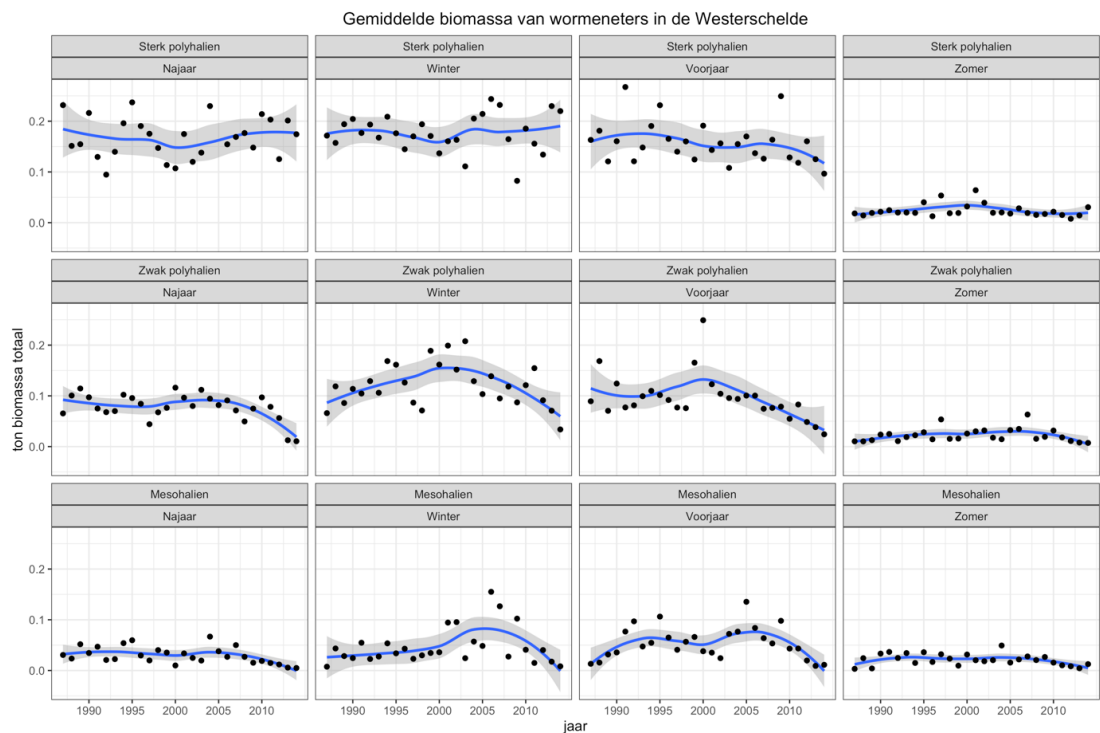 Gemiddelde biomassa van wormeneters in de Westerschelde
Sterk polyhalien
Sterk polyhalien
Sterk polyhalien
Sterk polyhalien
Najaar
Winter
Voorjaar
Zomer
0.2
0.1
0.0
Zwak polyhalien
Zwak polyhalien
Zwak polyhalien
Zwak polyhalien
Najaar
Winter
Voorjaar
Zomer
ton biomassa totaal
0.2
0.1
0.0
Mesohalien
Mesohalien
Mesohalien
Mesohalien
Najaar
Winter
Voorjaar
Zomer
0.2
0.1
0.0
1990 1995 2000 2005 2010
1990 1995 2000 2005 2010
1990 1995 2000 2005 2010
1990 1995 2000 2005 2010
jaar